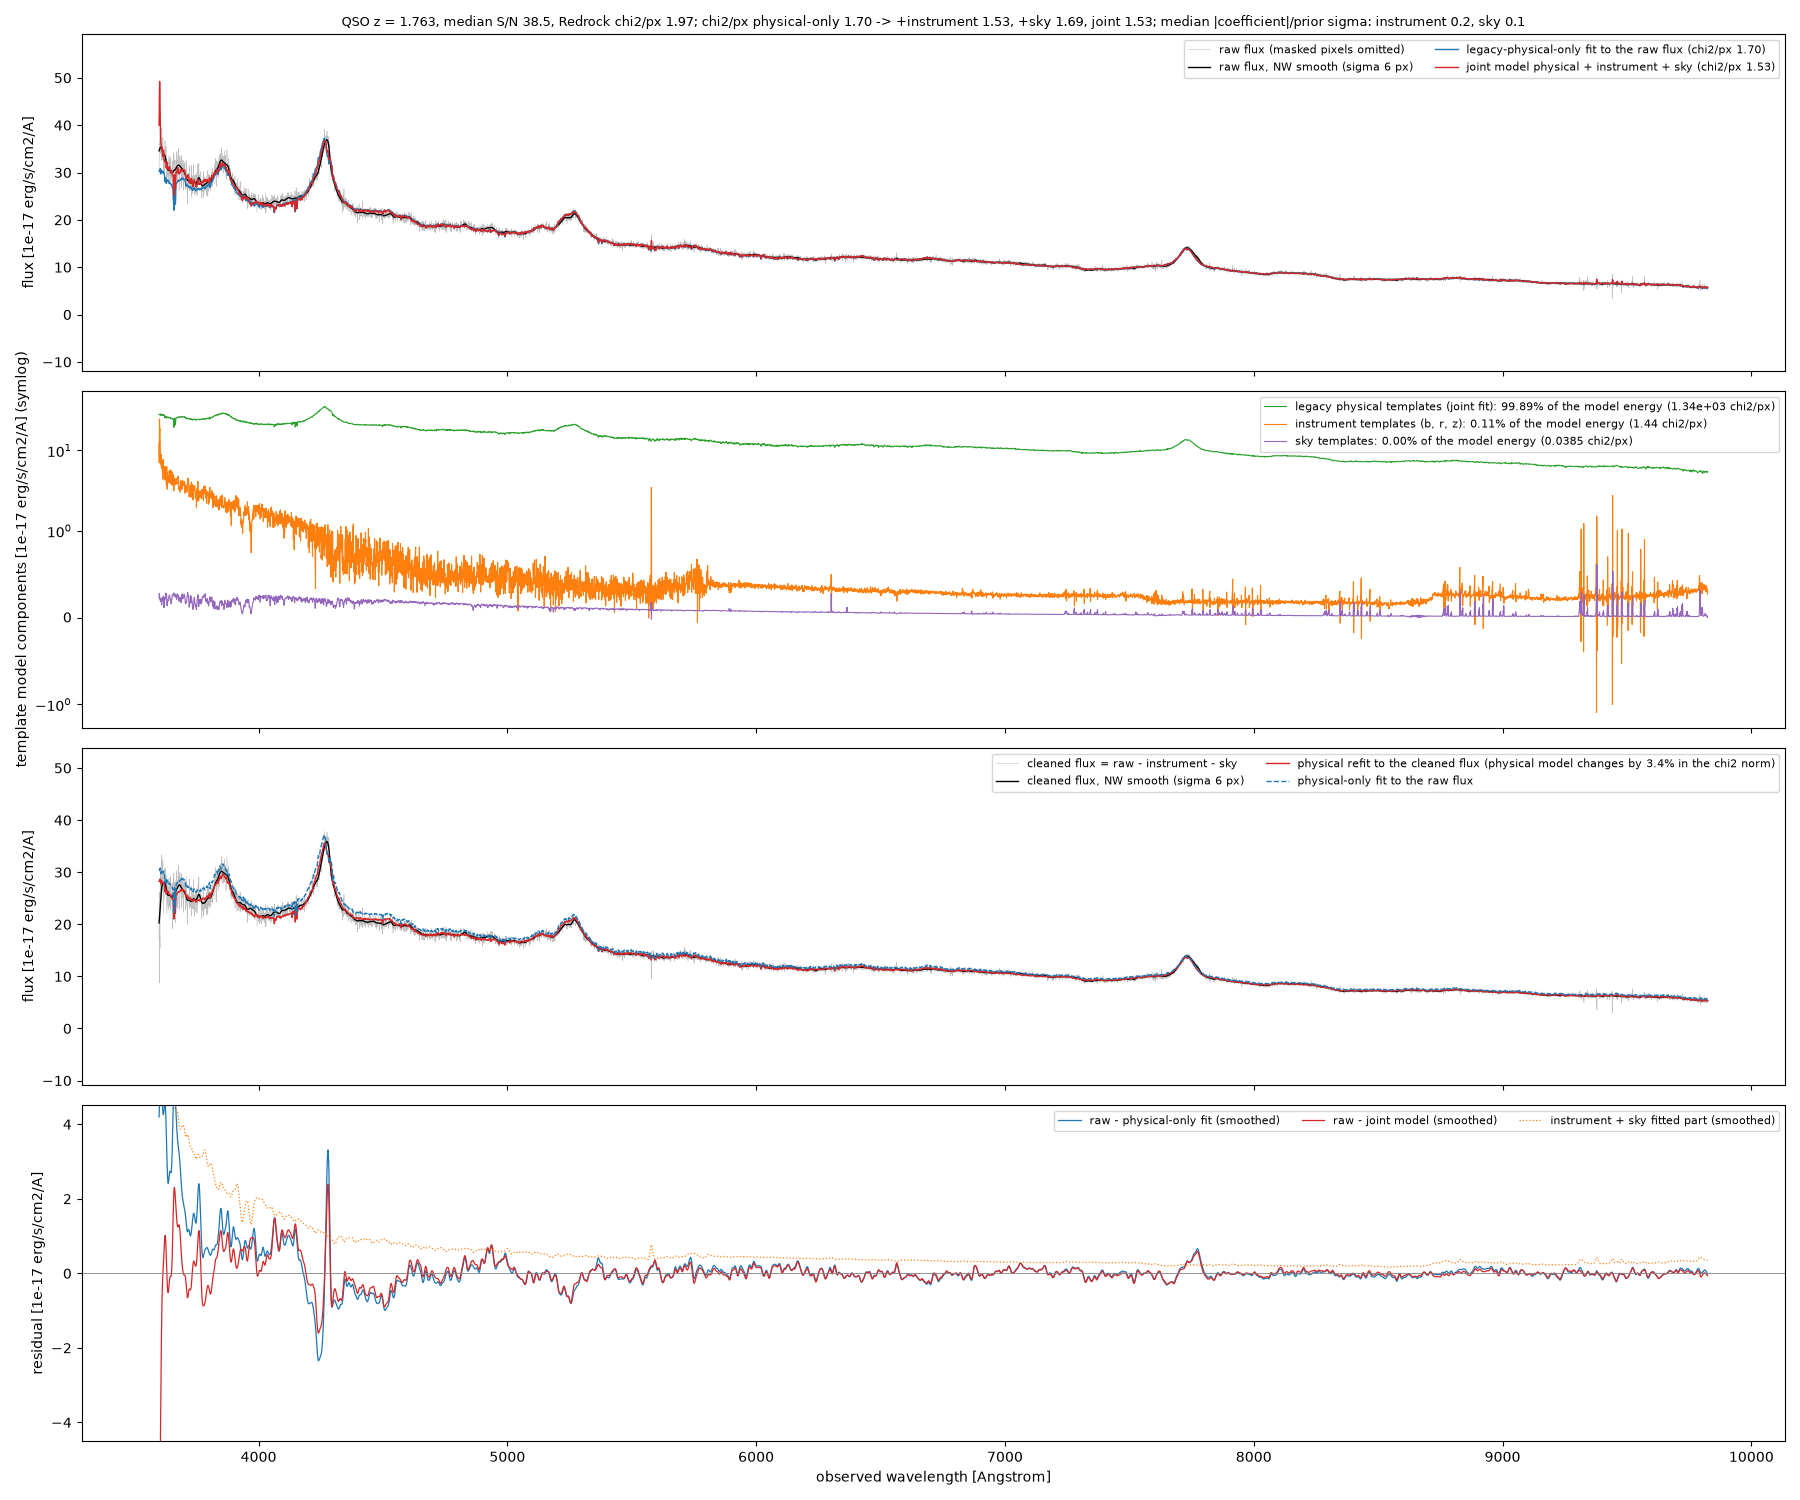 QSO z = 1.763, median S/N 38.5, Redrock chi2/px 1.97; chi2/px physical-only 1.70 -> +instrument 1.53, +sky 1.69, joint 1.53; median |coefficient|/prior sigma: instrument 0.2, sky 0.1
raw flux (masked pixels omitted)
raw flux, NW smooth (sigma 6 px)
legacy-physical-only fit to the raw flux (chi2/px 1.70)
joint model physical + instrument + sky (chi2/px 1.53)
flux [1e-17 erg/s/cm2/A]
50
40
30
20
10
0
−10
legacy physical templates (joint fit): 99.89% of the model energy (1.34e+03 chi2/px)
instrument templates (b, r, z): 0.11% of the model energy (1.44 chi2/px)
sky templates: 0.00% of the model energy (0.0385 chi2/px)
template model components [1e-17 erg/s/cm2/A] (symlog)
10¹
10⁰
0
−10⁰
cleaned flux = raw - instrument - sky
cleaned flux, NW smooth (sigma 6 px)
physical refit to the cleaned flux (physical model changes by 3.4% in the chi2 norm)
physical-only fit to the raw flux
flux [1e-17 erg/s/cm2/A]
50
40
30
20
10
0
−10
raw - physical-only fit (smoothed)
raw - joint model (smoothed)
instrument + sky fitted part (smoothed)
residual [1e-17 erg/s/cm2/A]
4
2
0
−2
−4
4000
5000
6000
7000
8000
9000
10000
observed wavelength [Angstrom]